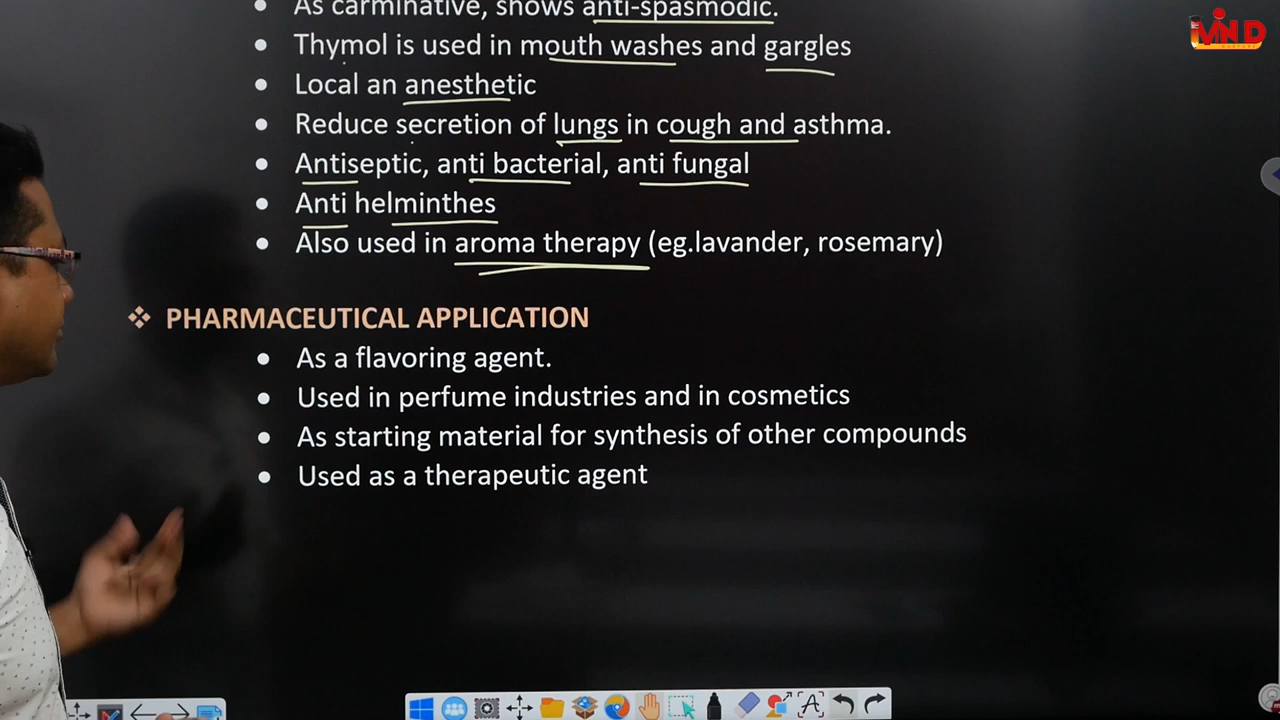 • As carminative, shows anti-spasmodic.
• Thymol is used in mouth washes and gargles
• Local an anesthetic
• Reduce secretion of lungs in cough and asthma.
• Antiseptic, anti bacterial, anti fungal
• Anti helminthes
• Also used in aroma therapy (eg.lavander, rosemary)
❖ PHARMACEUTICAL APPLICATION
• As a flavoring agent.
• Used in perfume industries and in cosmetics
• As starting material for synthesis of other compounds
• Used as a therapeutic agent